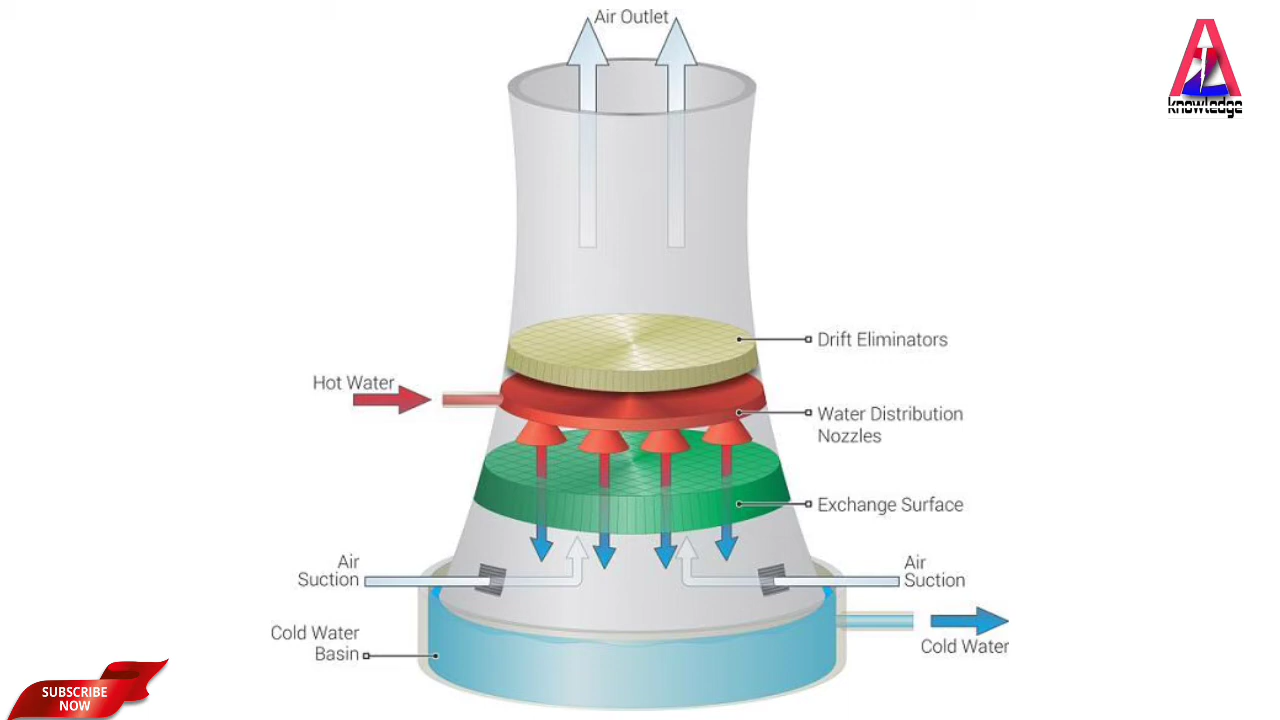 Air Outlet
knowledge
Drift Eliminators
Hot Water
Water Distribution
Nozzles
Exchange Surface
Air
Suction
Air
Suction
Cold Water
Basin
Cold Water
SUBSCRIBE
NOW